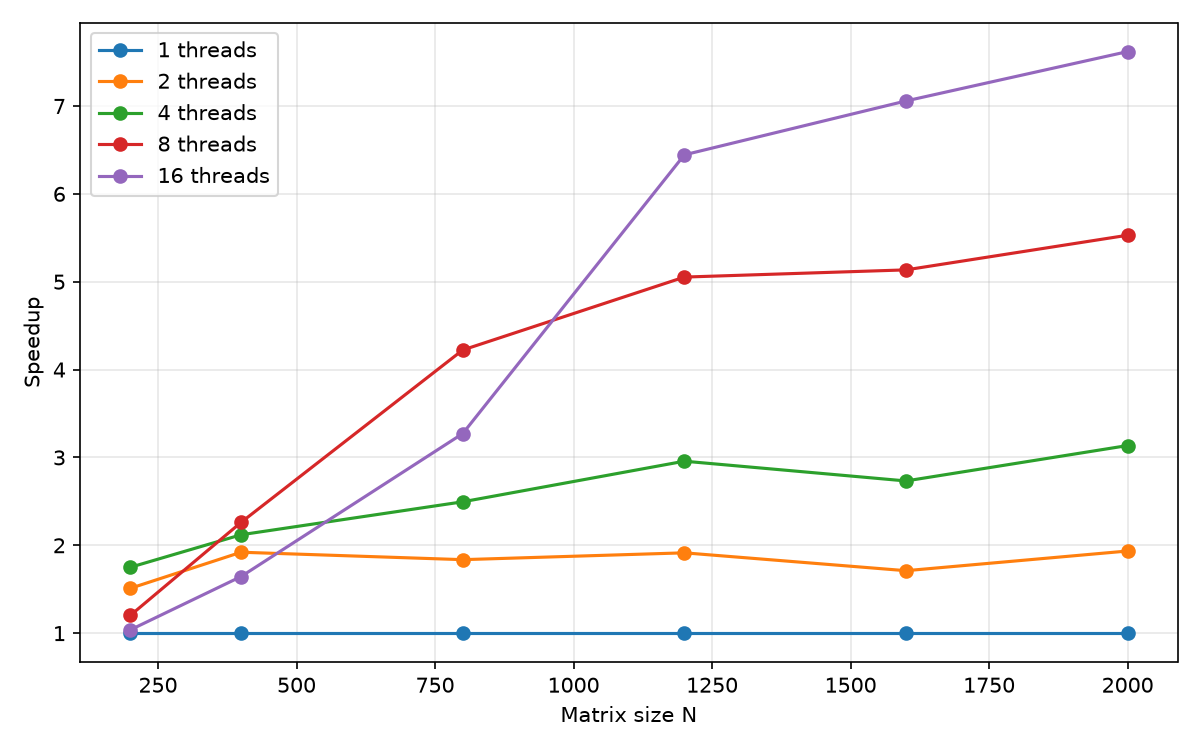 1 threads
2 threads
4 threads
8 threads
16 threads
7
6
5
4
3
2
1
Speedup
250 500 750 1000 1250 1500 1750 2000
Matrix size N